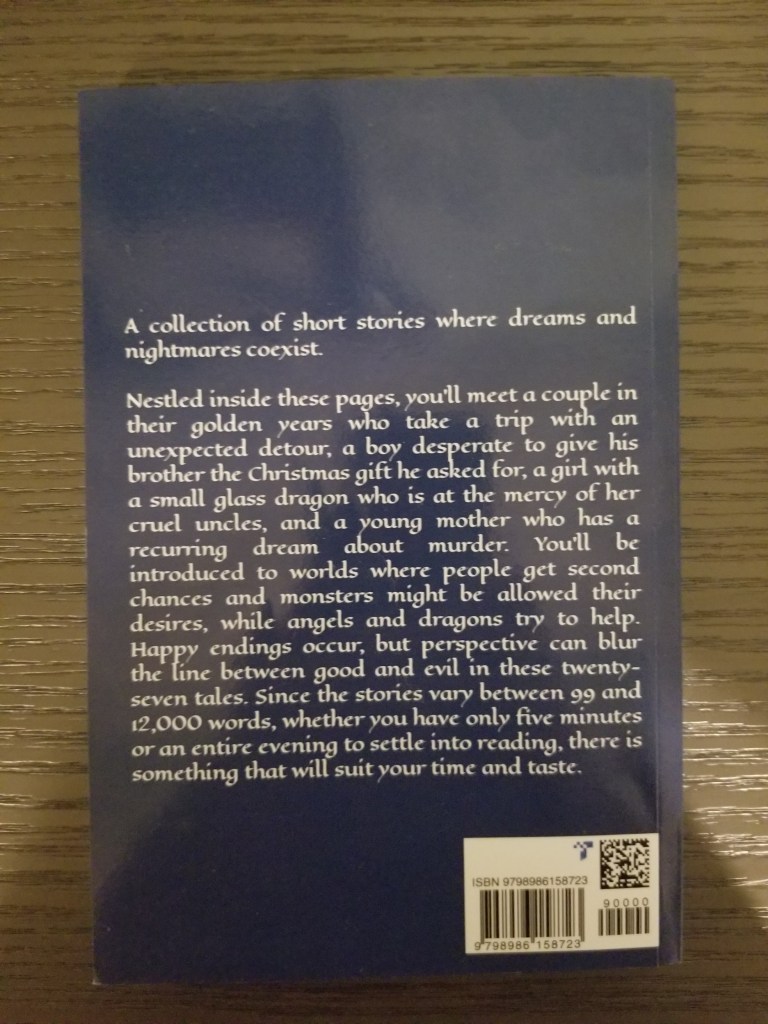 A collection of short stories where dreams and
nightmares coexist.
Nestled inside these pages, you'll meet a couple in
their golden years who take a trip with an
unexpected detour, a boy desperate to give his
brother the Christmas gift he asked for, a girl with
a small glass dragon who is at the mercy of her
cruel uncles, and a young mother who has a
recurring dream about murder. You'll be
introduced to worlds where people get second
chances and monsters might be allowed their
desires, while angels and dragons try to help.
Happy endings occur, but perspective can blur
the line between good and evil in these twenty-
seven tales. Since the stories vary between 99 and
12,000 words, whether you have only five minutes
or an entire evening to settle into reading, there is
something that will suit your time and taste.
ISBN 9798986158723
90000
9 798986 158723